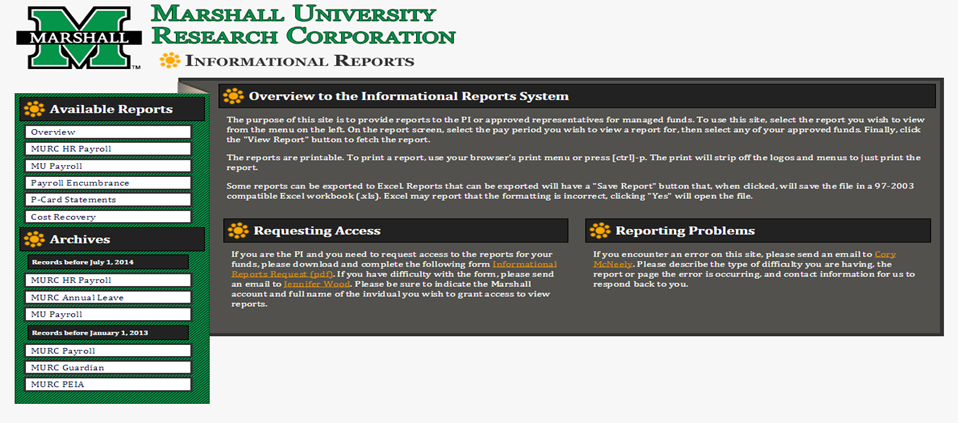 MARSHALL UNIVERSITY
RESEARCH CORPORATION
MARSHALL
TM
INFORMATIONAL REPORTS
Available Reports
Overview
MURC HR Payroll
MU Payroll
Payroll Encumbrance
P-Card Statements
Cost Recovery
Archives
Records before July 1, 2014
MURC HR Payroll
MURC Annual Leave
MU Payroll
Records before January 1, 2013
MURC Payroll
MURC Guardian
MURC PEIA
Overview to the Informational Reports System
The purpose of this site is to provide reports to the PI or approved representatives for managed funds. To use this site, select the report you wish to view
from the menu on the left. On the report screen, select the pay period you wish to view a report for, then select any of your approved funds. Finally, click
the "View Report" button to fetch the report.
The reports are printable. To print a report, use your browser's print menu or press [ctrl]-p. The print will strip off the logos and menus to just print the
report.
Some reports can be exported to Excel. Reports that can be exported will have a "Save Report" button that, when clicked, will save the file in a 97-2003
compatible Excel workbook (.xls). Excel may report that the formatting is incorrect, clicking "Yes" will open the file.
Requesting Access
If you are the PI and you need to request access to the reports for your
funds, please download and complete the following form Informational
Reports Request (pdf). If you have difficulty with the form, please send
an email to Jennifer Wood. Please be sure to indicate the Marshall
account and full name of the invidual you wish to grant access to view
reports.
Reporting Problems
If you encounter an error on this site, please send an email to Cory
McNeely. Please describe the type of difficulty you are having, the
report or page the error is occurring, and contact information for us to
respond back to you.